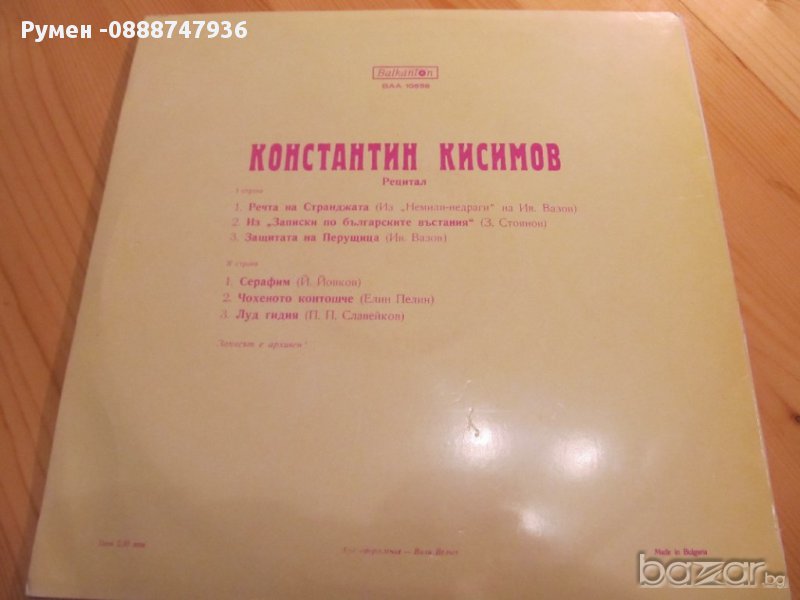 Румен -0888747936
Balkanton
ВАА 10698
КОНСТАНТИН КИСИМОВ
Рецитал
I страна
1. Речта на Странджата (Из „Немили-недраги" на Ив. Вазов)
2. Из „Записки по българските въстания" (З. Стоянов)
3. Защитата на Перущица (Ив. Вазов)
II страна
1. Серафим (Й. Йовков)
2. Чохеното контошче (Елин Пелин)
3. Луд гидия (П. П. Славейков)
Записът е архивен!
Made in Bulgaria
bazar.bg